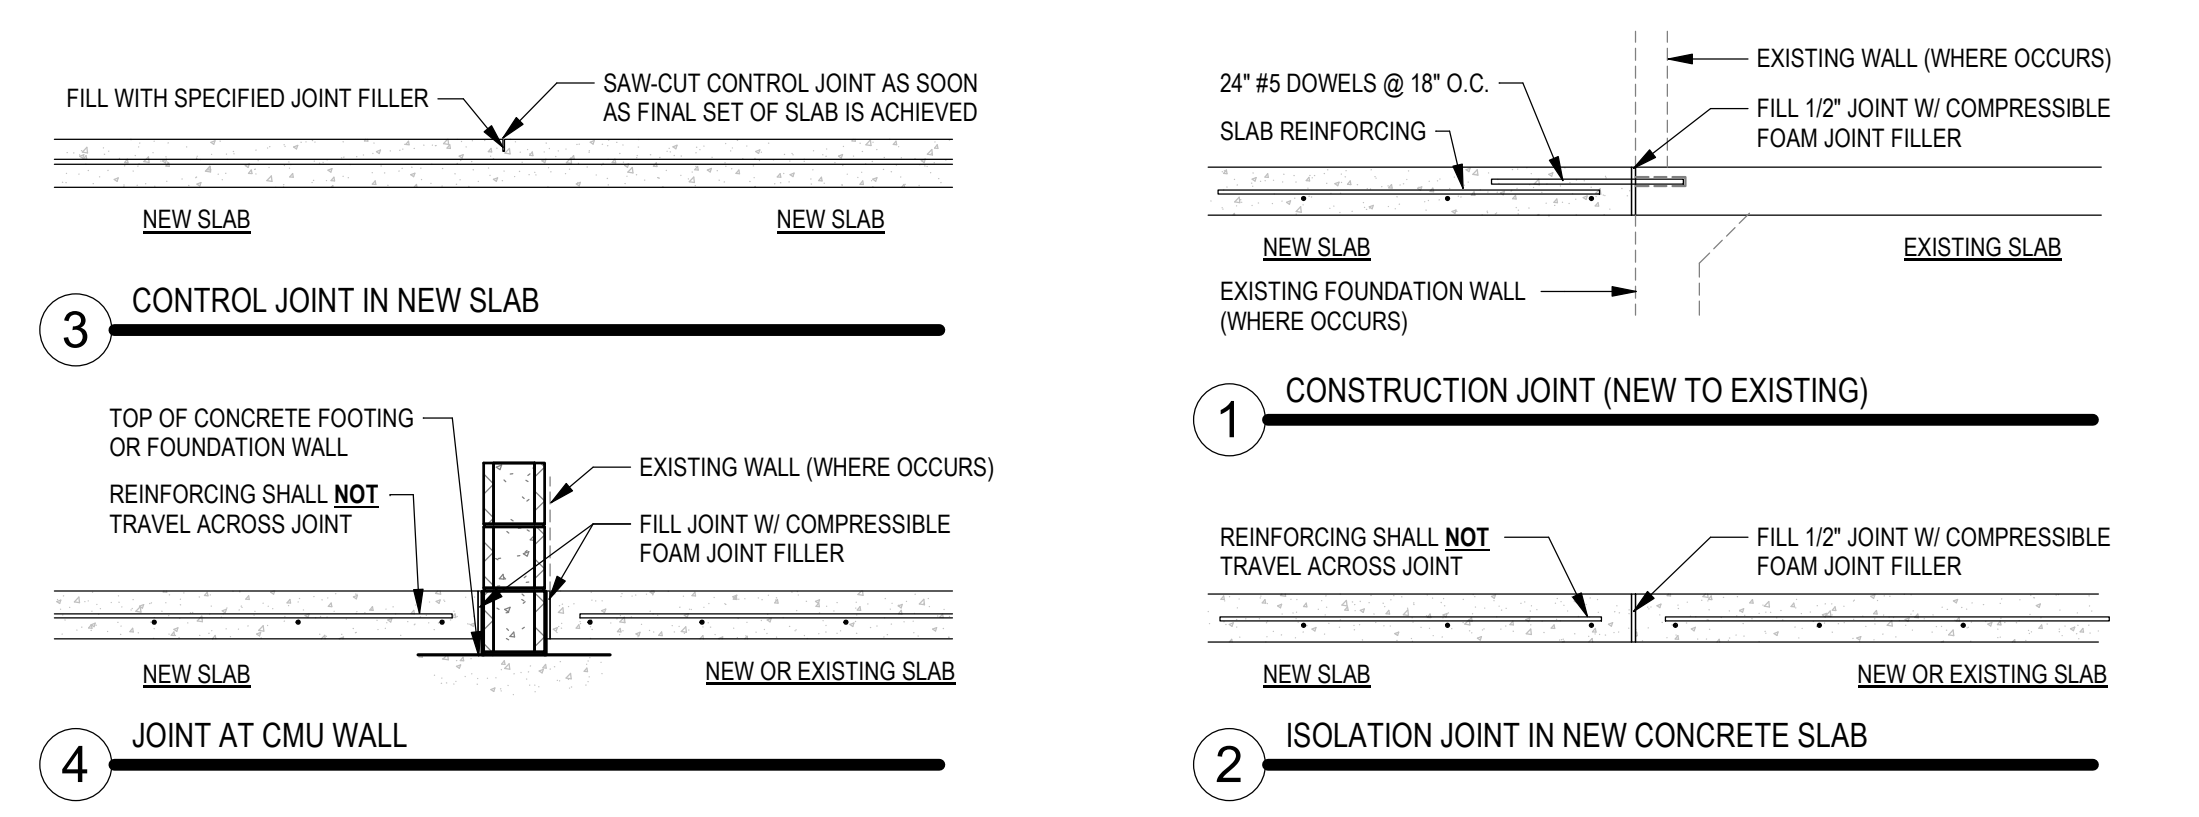 FILL WITH SPECIFIED JOINT FILLER
SAW-CUT CONTROL JOINT AS SOON
AS FINAL SET OF SLAB IS ACHIEVED
NEW SLAB
NEW SLAB
3
CONTROL JOINT IN NEW SLAB
24" #5 DOWELS @ 18" O.C.
SLAB REINFORCING
EXISTING WALL (WHERE OCCURS)
FILL 1/2" JOINT W/ COMPRESSIBLE
FOAM JOINT FILLER
NEW SLAB
EXISTING SLAB
EXISTING FOUNDATION WALL
(WHERE OCCURS)
1
CONSTRUCTION JOINT (NEW TO EXISTING)
TOP OF CONCRETE FOOTING
OR FOUNDATION WALL
REINFORCING SHALL NOT
TRAVEL ACROSS JOINT
EXISTING WALL (WHERE OCCURS)
FILL JOINT W/ COMPRESSIBLE
FOAM JOINT FILLER
NEW SLAB
NEW OR EXISTING SLAB
4
JOINT AT CMU WALL
REINFORCING SHALL NOT
TRAVEL ACROSS JOINT
FILL 1/2" JOINT W/ COMPRESSIBLE
FOAM JOINT FILLER
NEW SLAB
NEW OR EXISTING SLAB
2
ISOLATION JOINT IN NEW CONCRETE SLAB